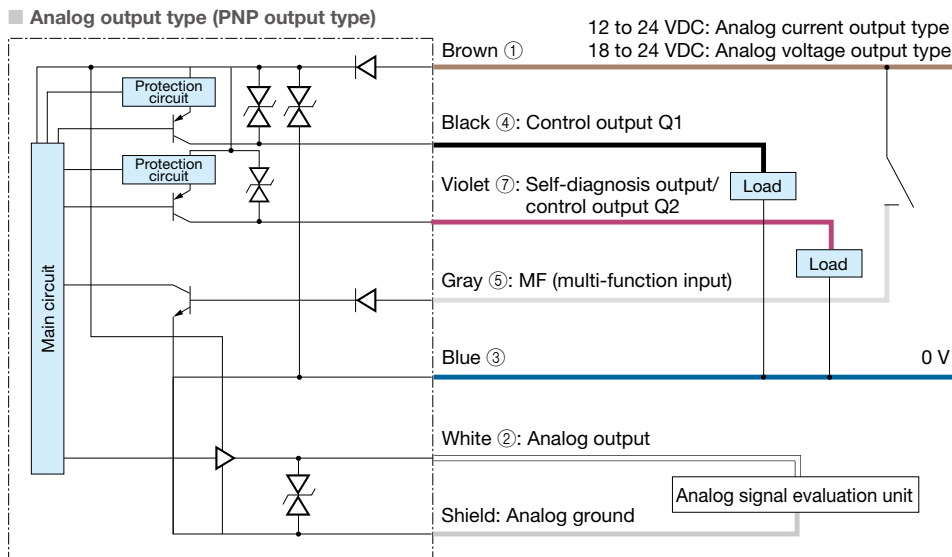 Analog output type (PNP output type)
12 to 24 VDC: Analog current output type
Brown ① 18 to 24 VDC: Analog voltage output type
Protection
circuit
Black ④: Control output Q1
Protection
circuit
Violet ⑦: Self-diagnosis output/
control output Q2
Load
Load
Gray ⑤: MF (multi-function input)
Main circuit
Blue ③ 0 V
White ②: Analog output
Analog signal evaluation unit
Shield: Analog ground